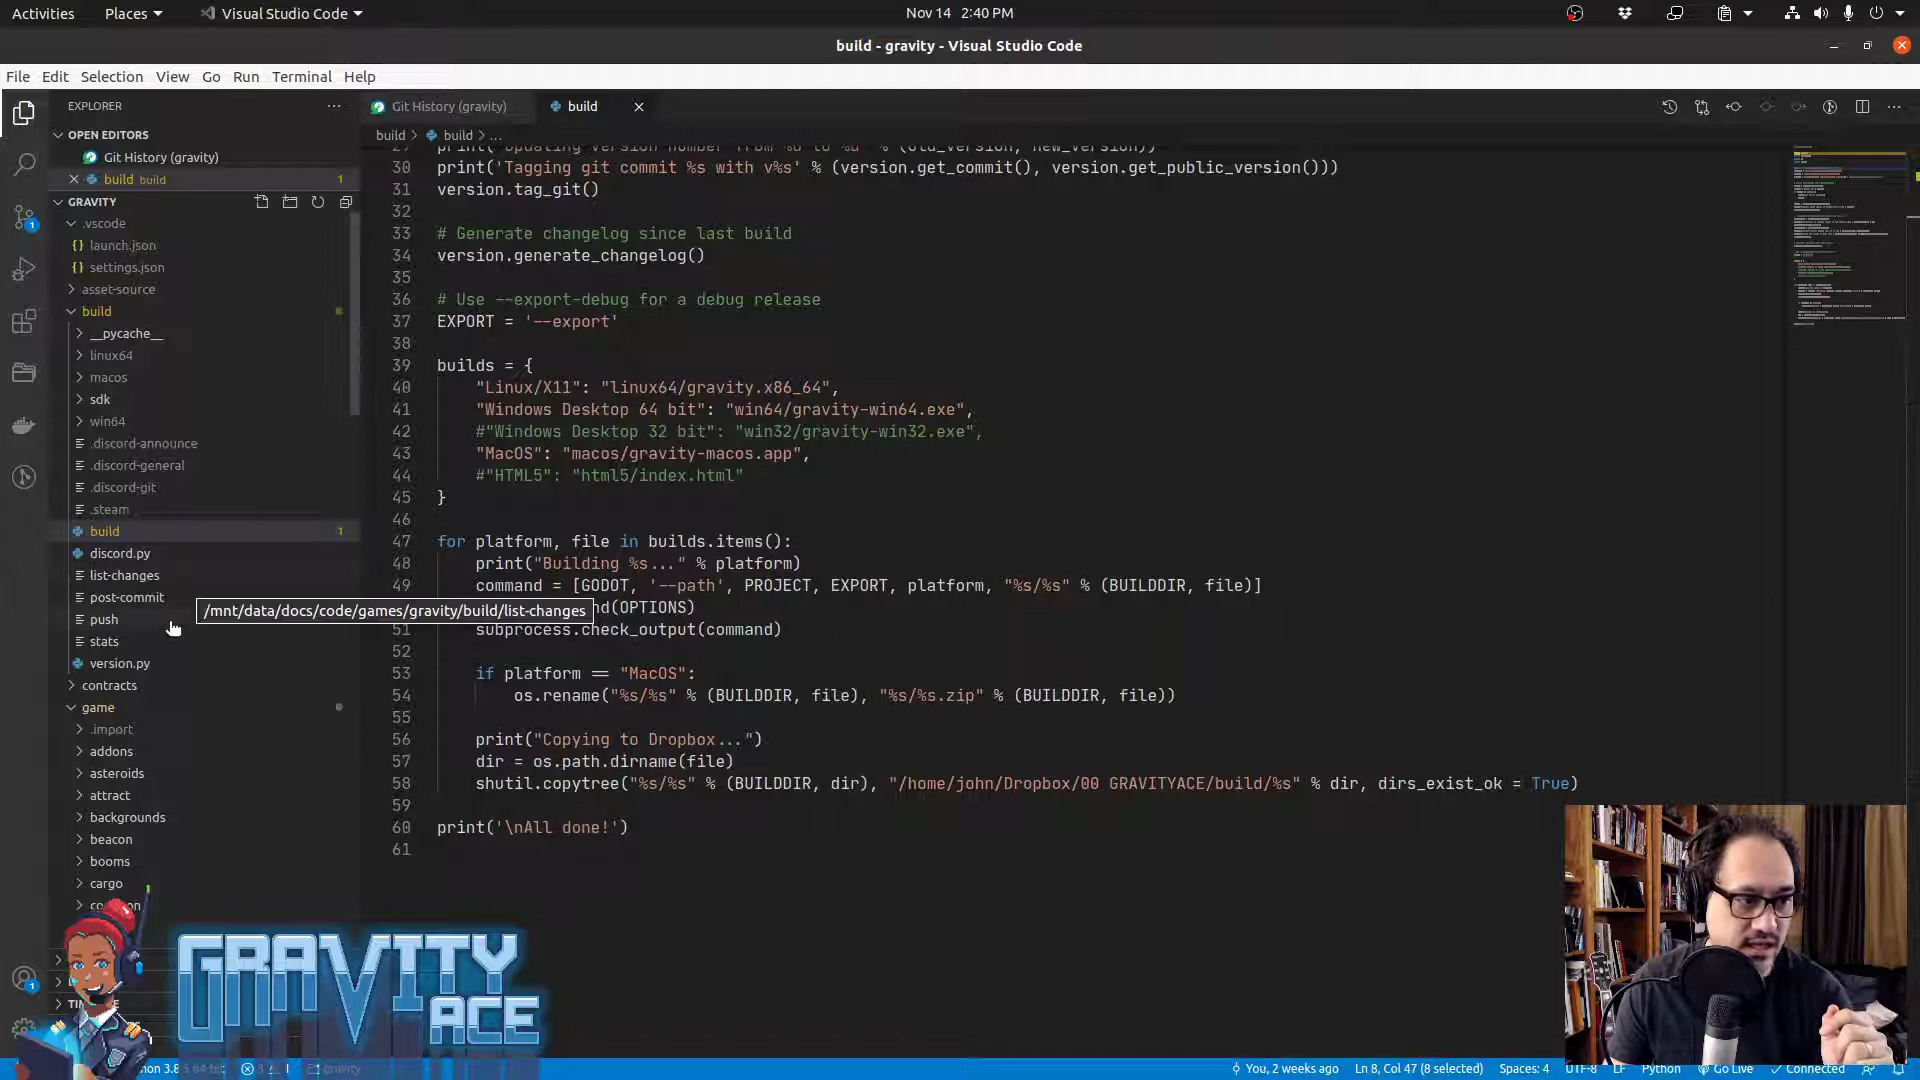 Activities Places Visual Studio Code Nov 14 2:40 PM
build - gravity - Visual Studio Code
File Edit Selection View Go Run Terminal Help
EXPLORER
OPEN EDITORS
Git History (gravity)
build build 1
GRAVITY
.vscode
launch.json
settings.json
asset-source
build
__pycache__
linux64
macos
sdk
win64
.discord-announce
.discord-general
.discord-git
.steam
build 1
discord.py
list-changes
post-commit
push
stats
version.py
contracts
game
.import
addons
asteroids
attract
backgrounds
beacon
booms
cargo
/mnt/data/docs/code/games/gravity/build/list-changes
Git History (gravity) build
build > build > ...
30 print('Tagging git commit %s with v%s' % (version.get_commit(), version.get_public_version()))
31 version.tag_git()
32
33 # Generate changelog since last build
34 version.generate_changelog()
35
36 # Use --export-debug for a debug release
37 EXPORT = '--export'
38
39 builds = {
40 "Linux/X11": "linux64/gravity.x86_64",
41 "Windows Desktop 64 bit": "win64/gravity-win64.exe",
42 #"Windows Desktop 32 bit": "win32/gravity-win32.exe",
43 "MacOS": "macos/gravity-macos.app",
44 #"HTML5": "html5/index.html"
45 }
46
47 for platform, file in builds.items():
48 print("Building %s..." % platform)
49 command = [GODOT, '--path', PROJECT, EXPORT, platform, "%s/%s" % (BUILDDIR, file)]
nd(OPTIONS)
51 subprocess.check_output(command)
52
53 if platform == "MacOS":
54 os.rename("%s/%s" % (BUILDDIR, file), "%s/%s.zip" % (BUILDDIR, file))
55
56 print("Copying to Dropbox...")
57 dir = os.path.dirname(file)
58 shutil.copytree("%s/%s" % (BUILDDIR, dir), "/home/john/Dropbox/00 GRAVITYACE/build/%s" % dir, dirs_exist_ok = True)
59
60 print('\nAll done!')
61
GRAVITY
ACE
You, 2 weeks ago Ln 8, Col 47 (8 selected) Spaces: 4 UTF-8 LF Python Go Live Connected